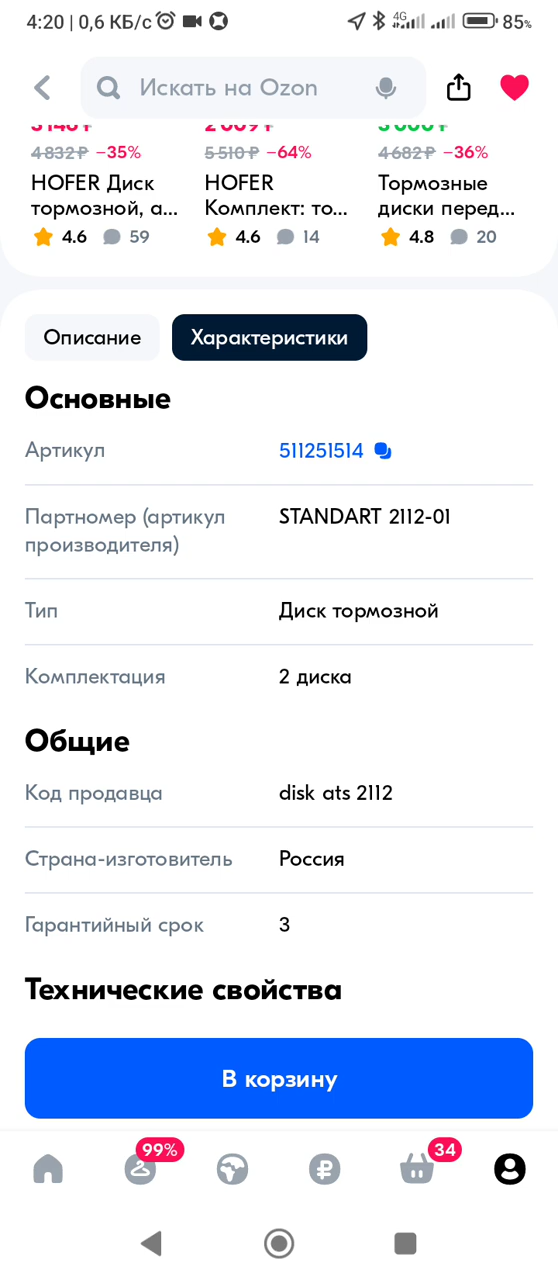 4:20 | 0,6 КБ/с
4G
85%
Искать на Ozon
4 832 ₽ −35%
5 510 ₽ −64%
4 682 ₽ −36%
HOFER Диск
тормозной, а...
HOFER
Комплект: то...
Тормозные
диски перед...
4.6 59
4.6 14
4.8 20
Описание
Характеристики
Основные
Артикул
511251514
Партномер (артикул
производителя)
STANDART 2112-01
Тип
Диск тормозной
Комплектация
2 диска
Общие
Код продавца
disk ats 2112
Страна-изготовитель
Россия
Гарантийный срок
3
Технические свойства
В корзину
99%
34